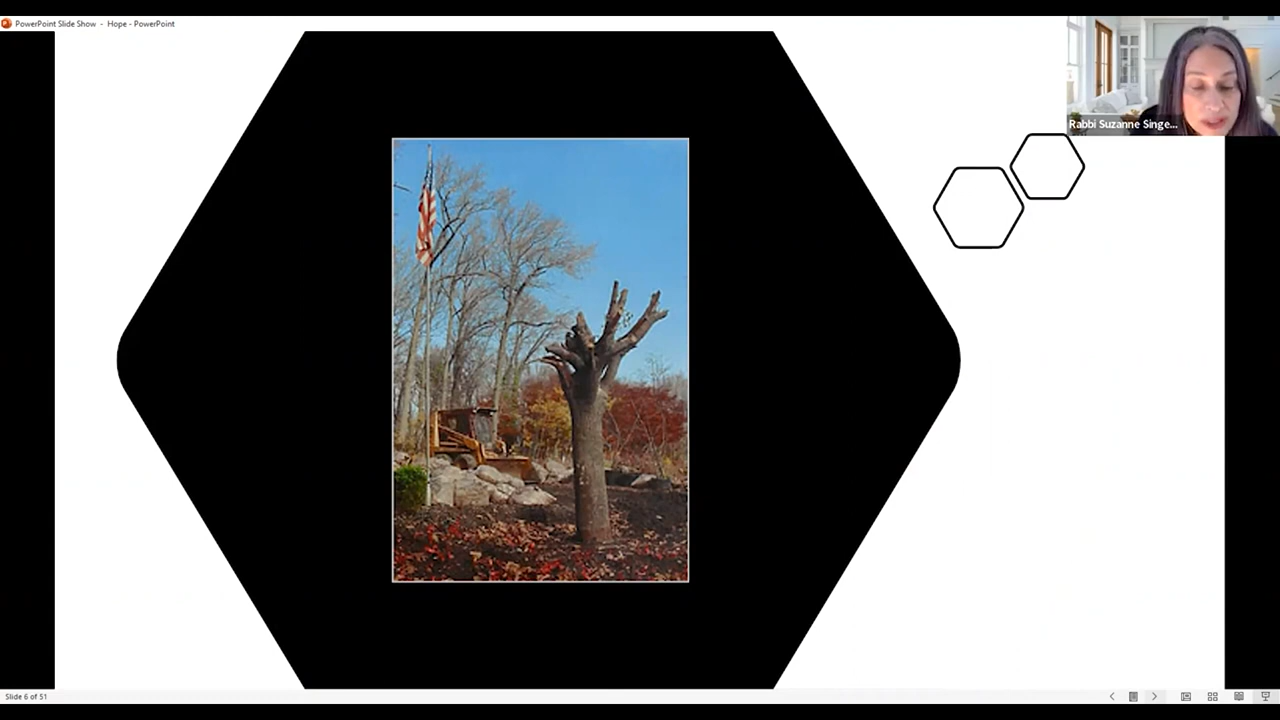 PowerPoint Slide Show - Hope - PowerPoint
Rabbi Suzanne Singe...
Slide 6 of 51